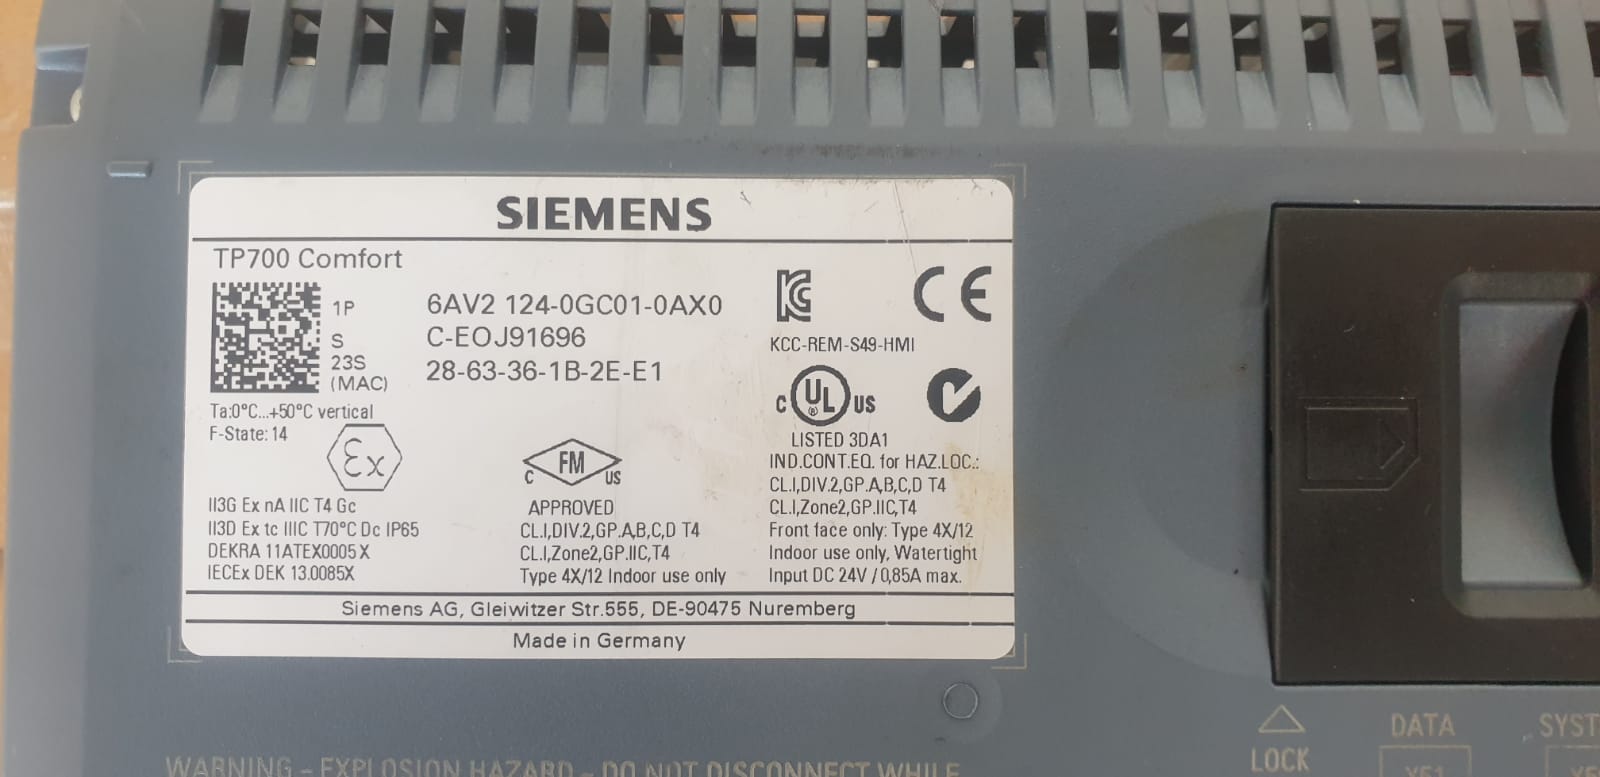 SIEMENS
TP700 Comfort
1P 6AV2 124-0GC01-0AX0
S C-EOJ91696
23S (MAC) 28-63-36-1B-2E-E1
Ta:0°C...+50°C vertical
F-State: 14
Ex
II3G Ex nA IIC T4 Gc
II3D Ex tc IIIC T70°C Dc IP65
DEKRA 11ATEX0005 X
IECEx DEK 13.0085X
C FM US
APPROVED
CL.I,DIV.2,GP.A,B,C,D T4
CL.I,Zone2,GP.IIC,T4
Type 4X/12 Indoor use only
CE
KCC-REM-S49-HMI
C UL ® US
LISTED 3DA1
IND.CONT.EQ. for HAZ.LOC.:
CL.I,DIV.2,GP.A,B,C,D T4
CL.I,Zone2,GP.IIC,T4
Front face only: Type 4X/12
Indoor use only, Watertight
Input DC 24V / 0,85A max.
Siemens AG, Gleiwitzer Str.555, DE-90475 Nuremberg
Made in Germany
LOCK
DATA
SYST
WARNING - EXPLOSION HAZARD - DO NOT DISCONNECT WHILE